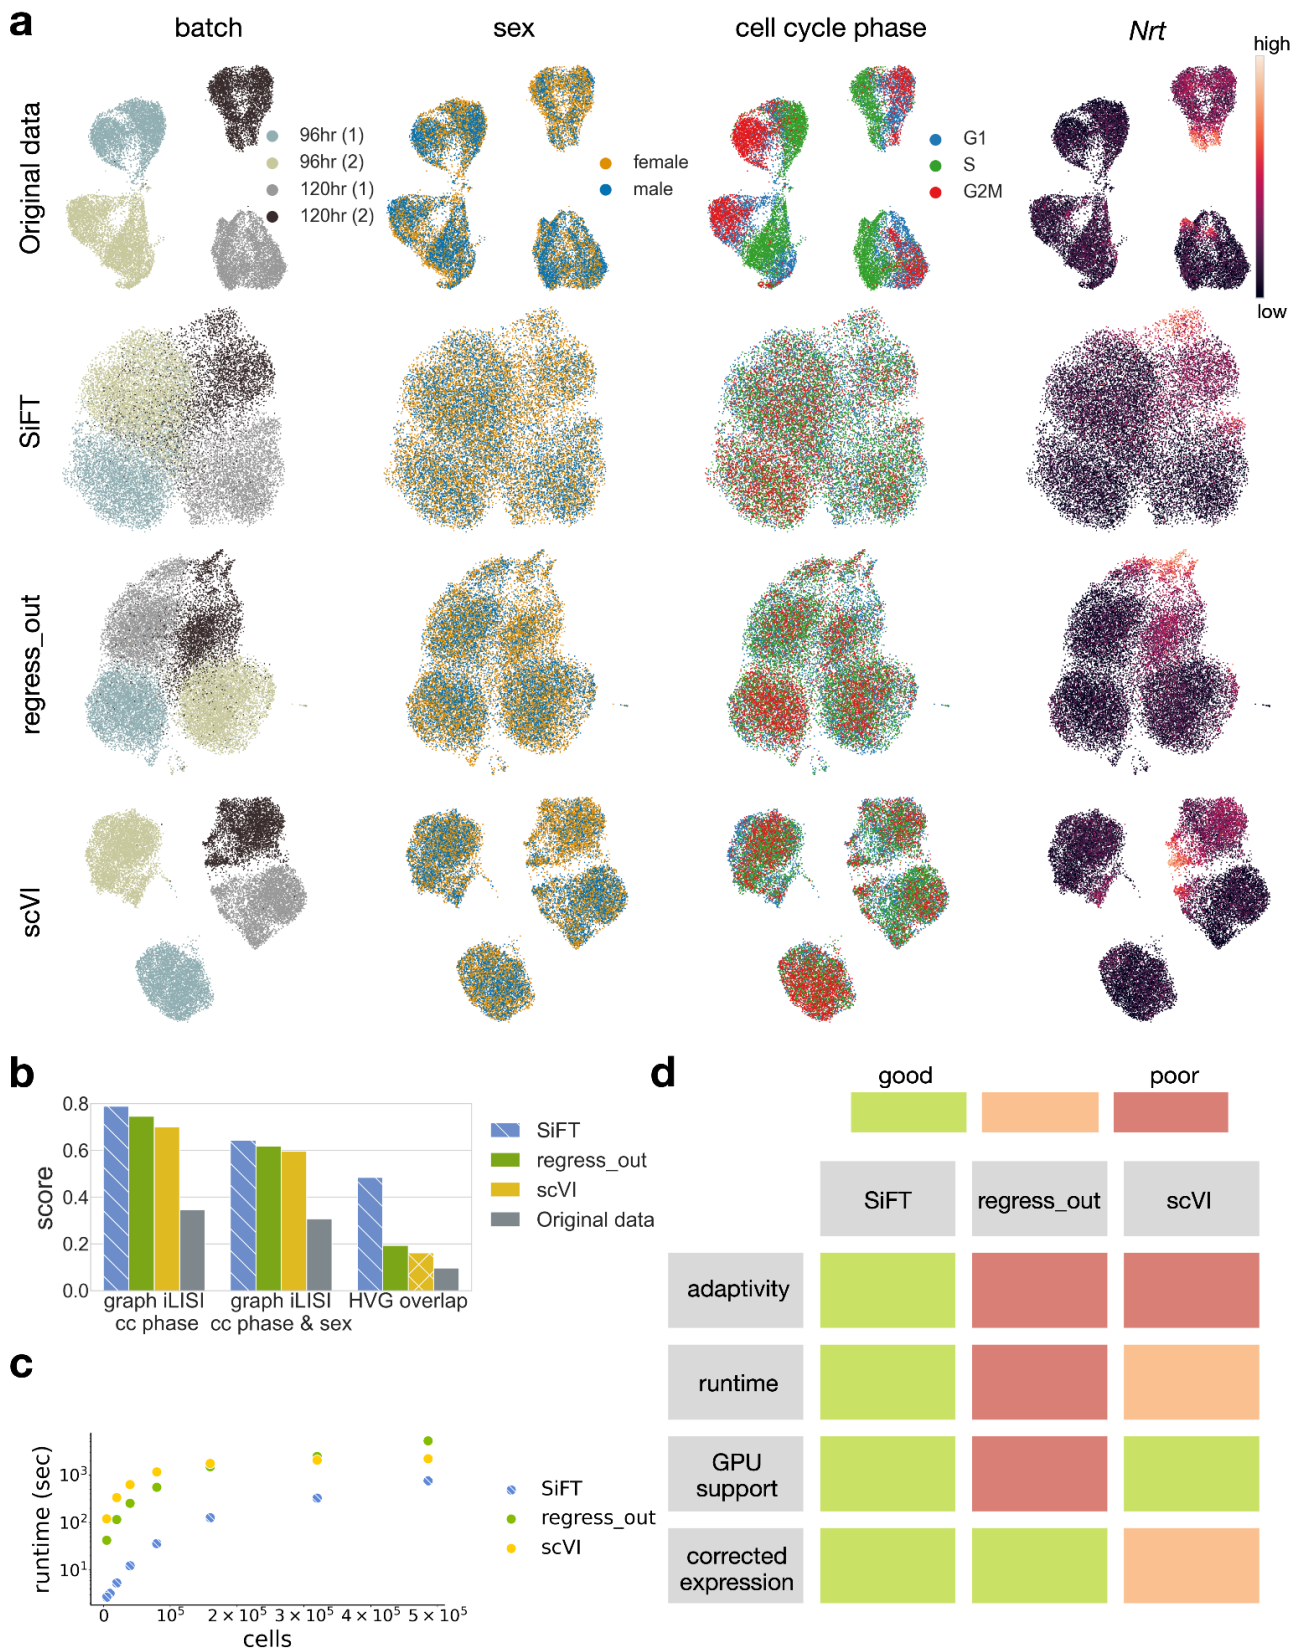 a
batch
sex
cell cycle phase
Nrt
high
low
Original data
96hr (1)
96hr (2)
120hr (1)
120hr (2)
female
male
G1
S
G2M
SiFT
regress_out
scVI
b
score
0.8
0.6
0.4
0.2
0.0
graph iLISI
cc phase
graph iLISI
cc phase & sex
HVG overlap
SiFT
regress_out
scVI
Original data
c
runtime (sec)
10³
10²
10¹
0
10⁵
2 × 10⁵
3 × 10⁵
4 × 10⁵
5 × 10⁵
cells
SiFT
regress_out
scVI
d
good
poor
SiFT
regress_out
scVI
adaptivity
runtime
GPU
support
corrected
expression